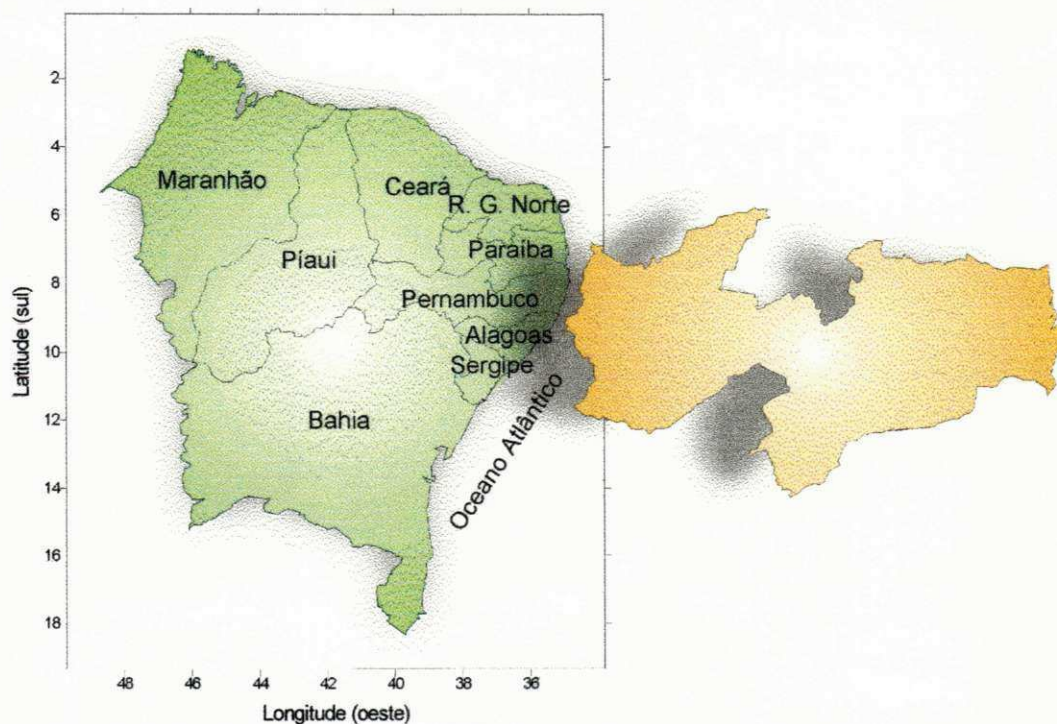 2
4
6
8
10
12
14
16
18
Latitude (sul)
Maranhão
Ceará
R. G. Norte
Píaui
Paraíba
Pernambuco
Alagoas
Sergipe
Bahia
Oceano Atlântico
48 46 44 42 40 38 36
Longitude (oeste)